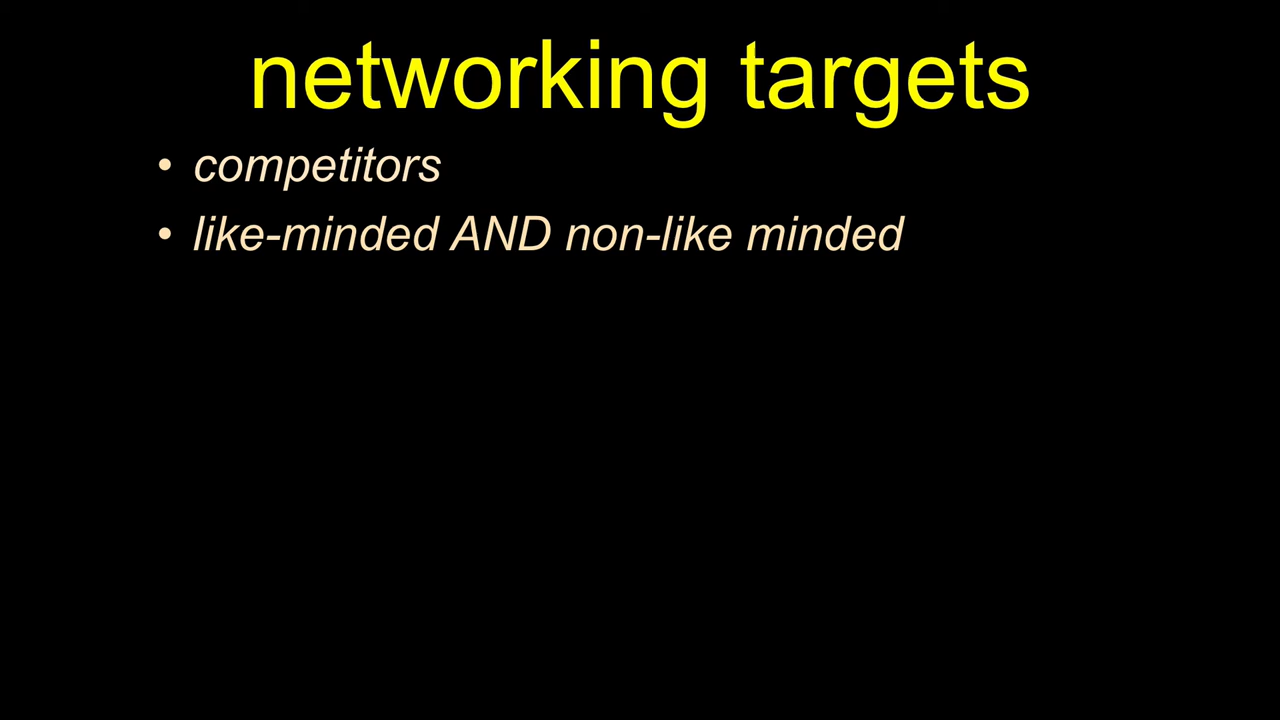 networking targets
• competitors
• like-minded AND non-like minded